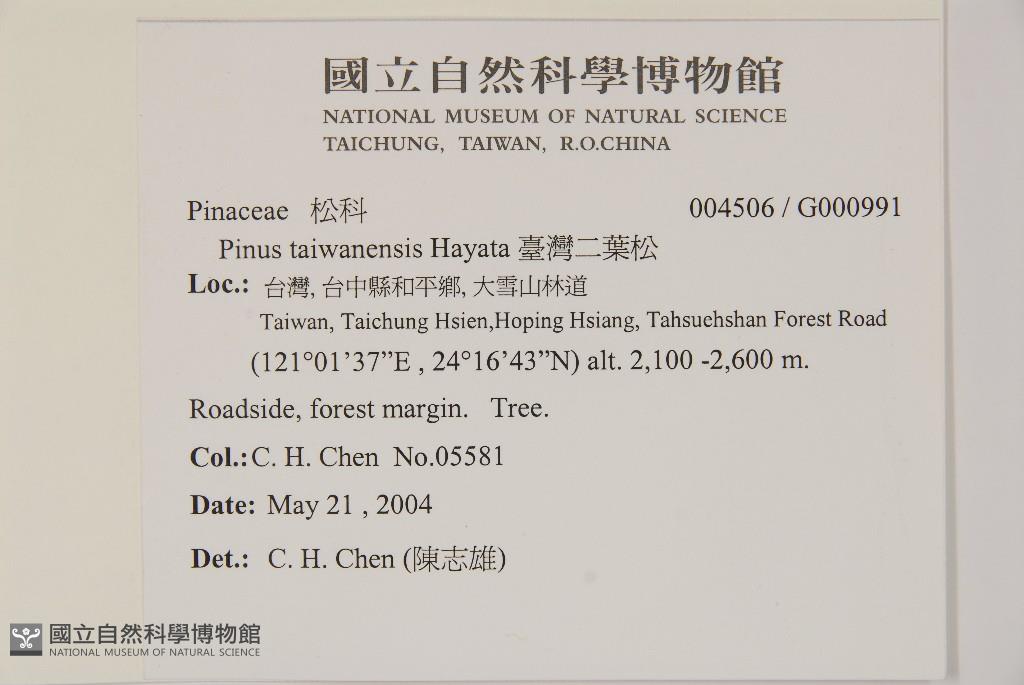 國立自然科學博物館
NATIONAL MUSEUM OF NATURAL SCIENCE
TAICHUNG, TAIWAN, R.O.CHINA
Pinaceae 松科 004506 / G000991
Pinus taiwanensis Hayata 臺灣二葉松
Loc.: 台灣, 台中縣和平鄉, 大雪山林道
Taiwan, Taichung Hsien,Hoping Hsiang, Tahsuehshan Forest Road
(121°01’37”E , 24°16’43”N) alt. 2,100 -2,600 m.
Roadside, forest margin. Tree.
Col.: C. H. Chen No.05581
Date: May 21 , 2004
Det.: C. H. Chen (陳志雄)
國立自然科學博物館
NATIONAL MUSEUM OF NATURAL SCIENCE